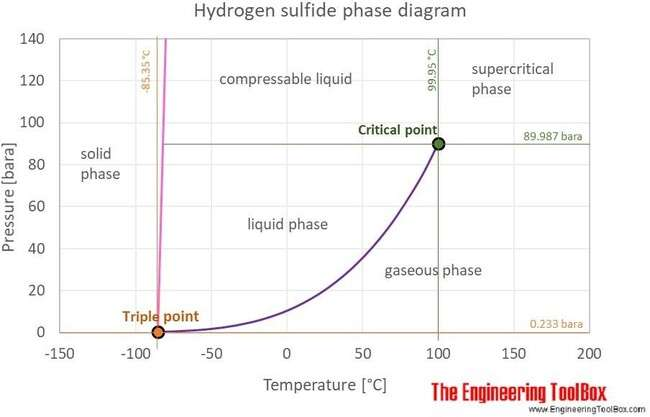 Hydrogen sulfide phase diagram
140
120
100
80
60
40
20
0
Pressure [bara]
-85.35 °C
compressable liquid
99.95 °C
supercritical
phase
Critical point
89.987 bara
solid
phase
liquid phase
gaseous phase
Triple point
0.233 bara
-150
-100
-50
0
50
100
150
200
Temperature [°C]
The Engineering ToolBox
www.EngineeringToolBox.com